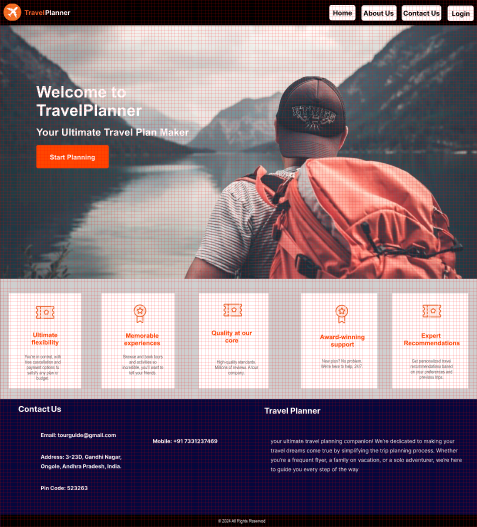 TravelPlanner
Home
About Us
Contact Us
Login
Welcome to
TravelPlanner
Your Ultimate Travel Plan Maker
Start Planning
Ultimate
flexibility
You're in control, with
free cancellation and
payment options to
satisfy any plan or
budget.
Memorable
experiences
Browse and book tours
and activities so
incredible, you'll want to
tell your friends.
Quality at our
core
High-quality standards.
Millions of reviews. A tour
company.
Award-winning
support
New plan? No problem.
We're here to help, 24/7.
Expert
Recommendations
Get personalized travel
recommendations based
on your preferences and
previous trips.
Contact Us
Email: tourguide@gmail.com
Mobile: +91 7331237469
Address: 3-23D, Gandhi Nagar,
Ongole, Andhra Pradesh, India.
Pin Code: 523263
Travel Planner
your ultimate travel planning companion! We're dedicated to making your
travel dreams come true by simplifying the trip planning process. Whether
you're a frequent flyer, a family on vacation, or a solo adventurer, we're here
to guide you every step of the way
© 2024 All Rights Reserved